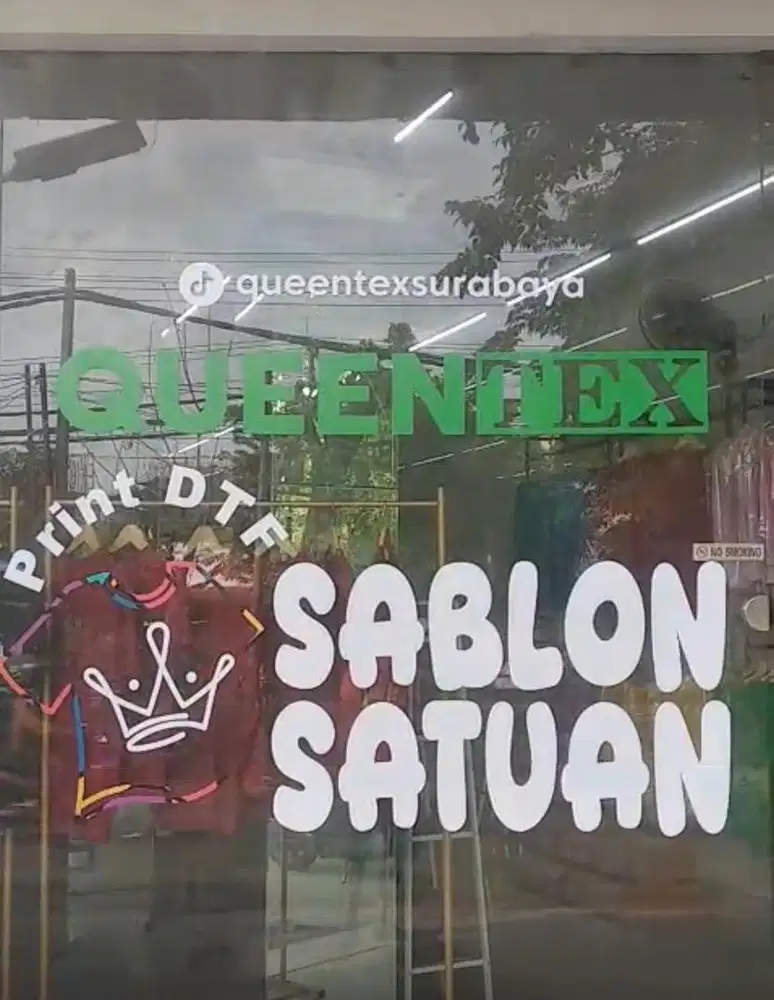 queentexsurabaya
QUEENTEX
Print DTF
NO SMOKING
SABLON
SATUAN